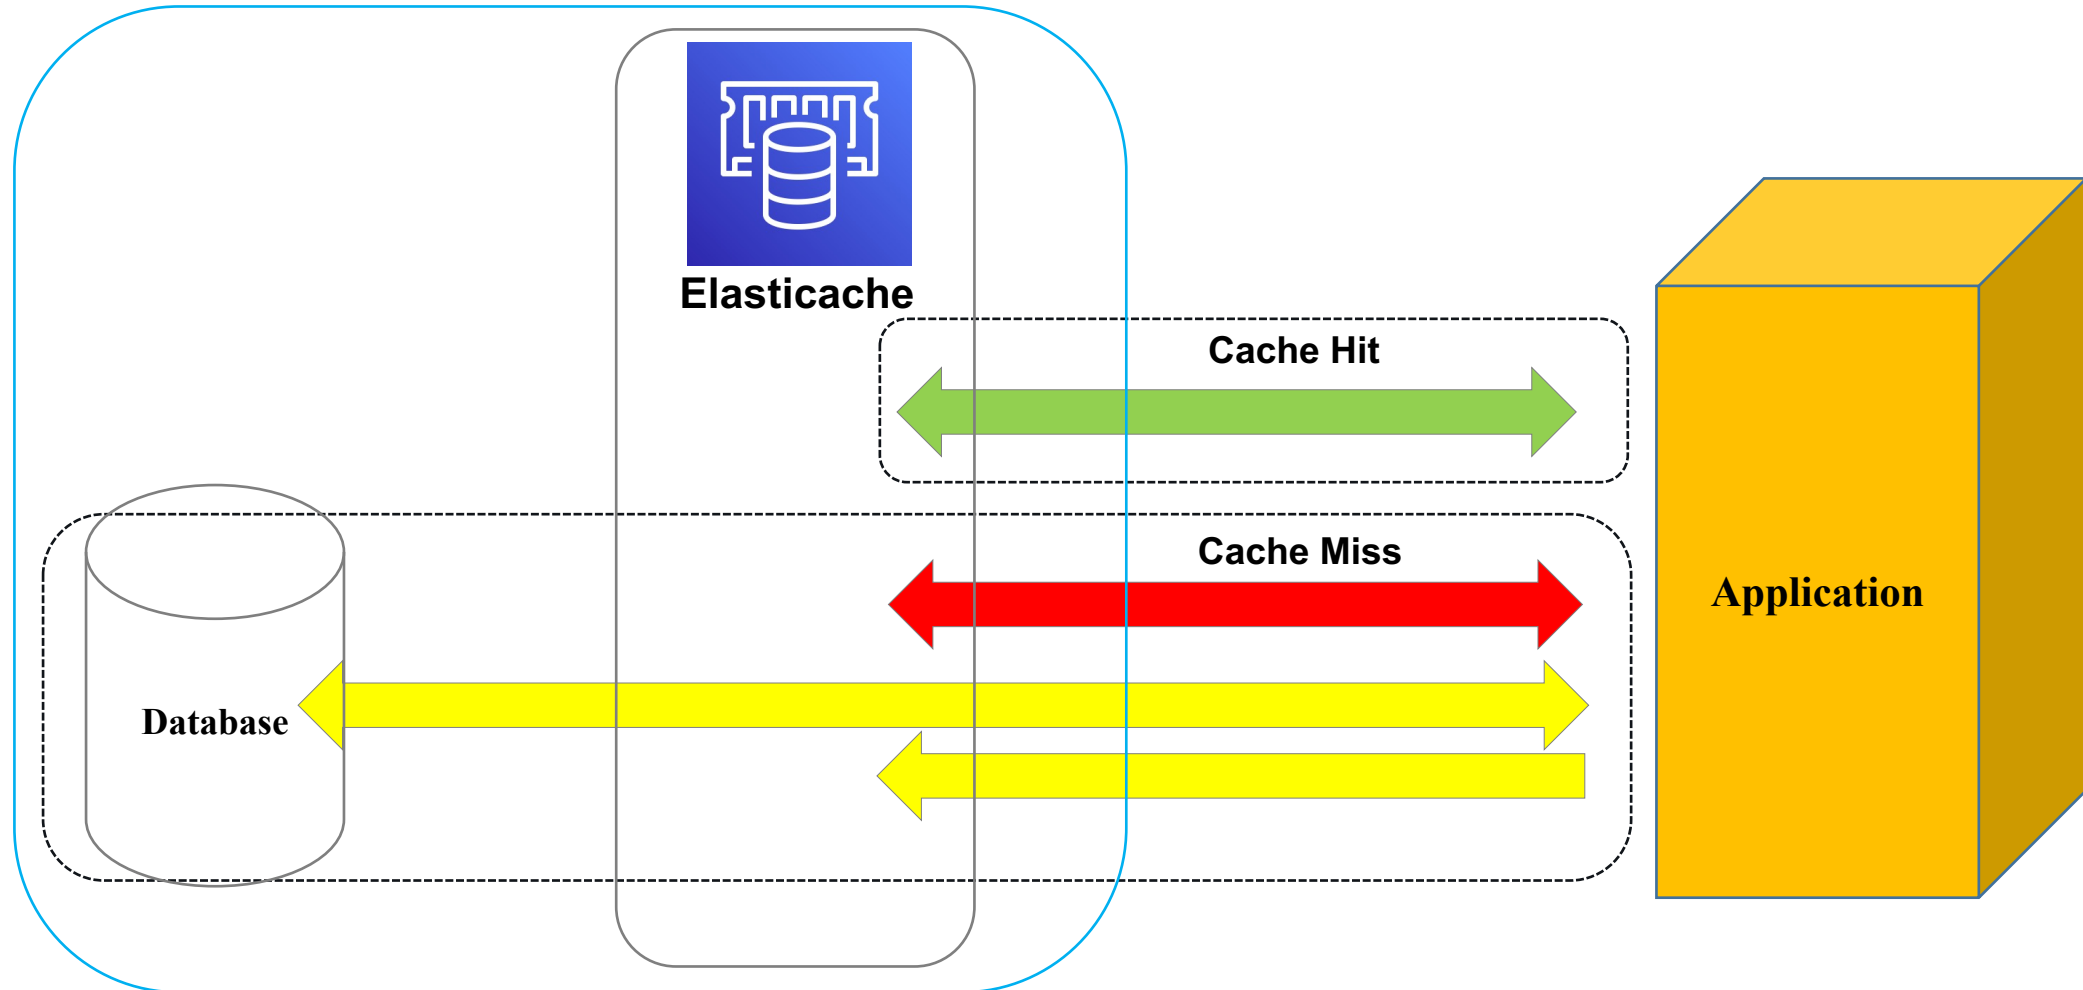 Elasticache
Cache Hit
Cache Miss
Application
Database